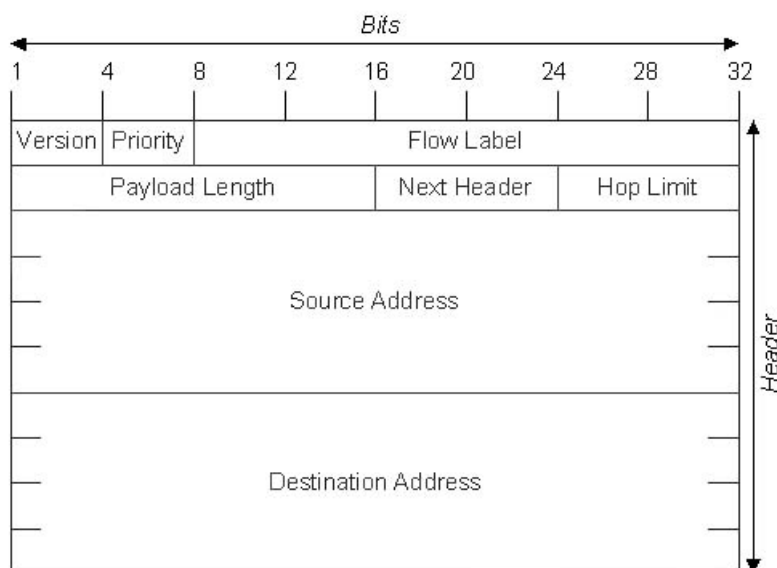 Bits
1 4 8 12 16 20 24 28 32
Version Priority Flow Label
Payload Length Next Header Hop Limit
Source Address
Header
Destination Address